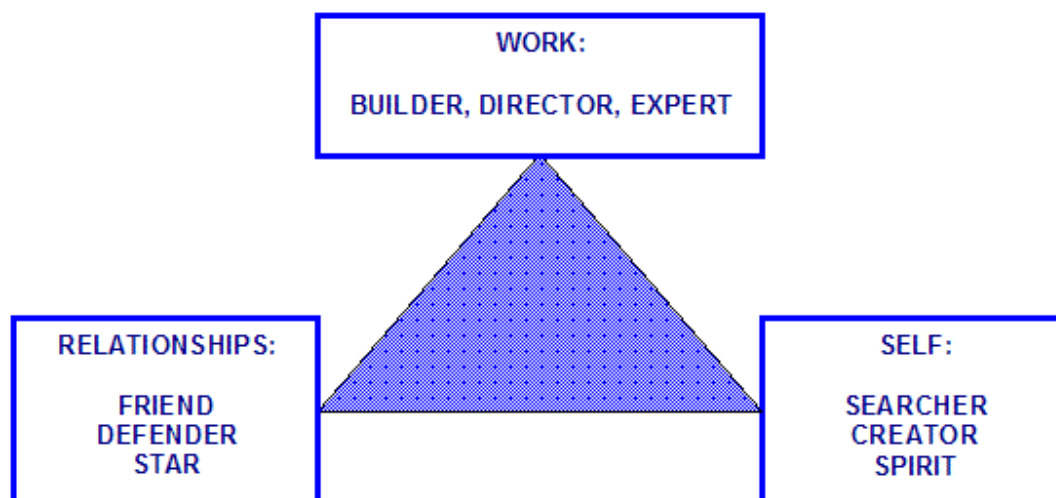 WORK:
BUILDER, DIRECTOR, EXPERT
RELATIONSHIPS:
FRIEND
DEFENDER
STAR
SELF:
SEARCHER
CREATOR
SPIRIT